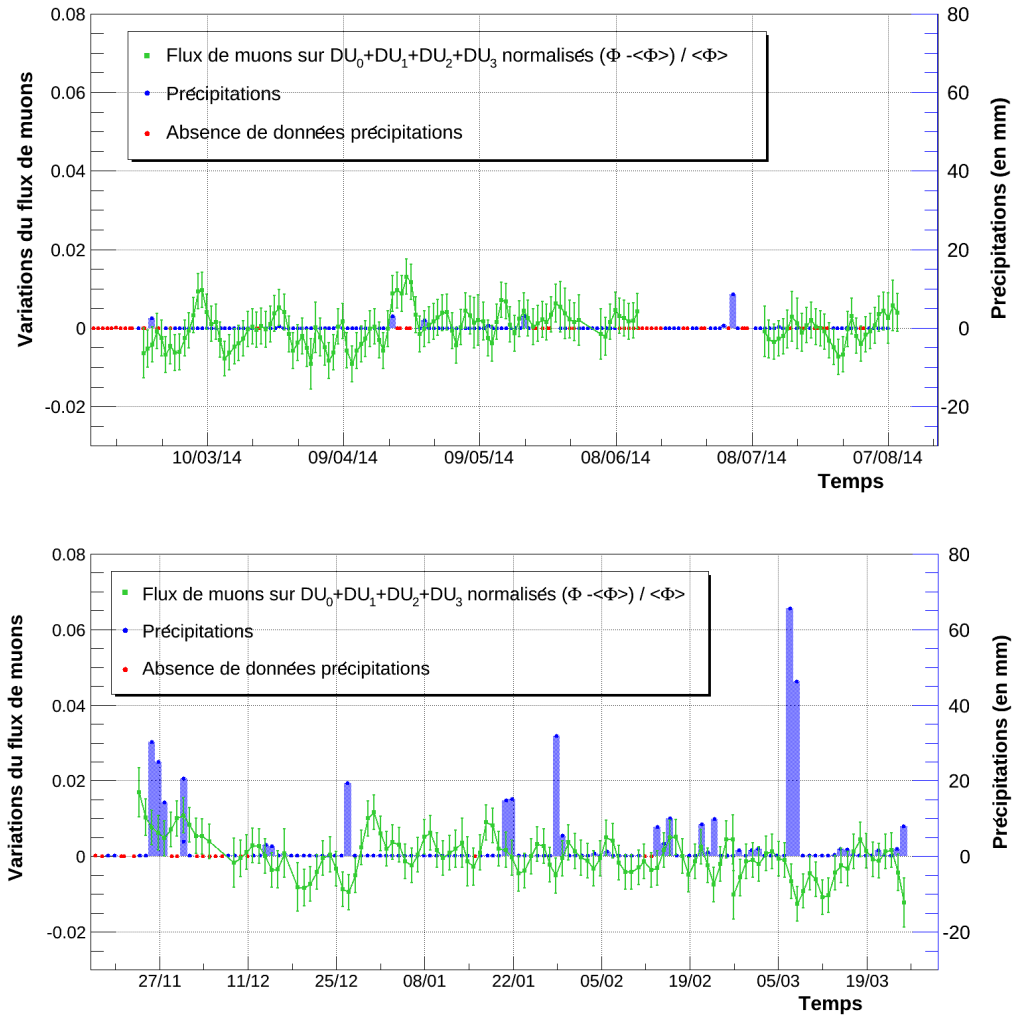 0.08
0.06
0.04
0.02
0
-0.02
Variations du flux de muons
Flux de muons sur DU0+DU1+DU2+DU3 normalisés (Φ -<Φ>) / <Φ>
Précipitations
Absence de données précipitations
80
60
40
20
0
-20
Précipitations (en mm)
10/03/14 09/04/14 09/05/14 08/06/14 08/07/14 07/08/14
Temps
0.08
0.06
0.04
0.02
0
-0.02
Variations du flux de muons
Flux de muons sur DU0+DU1+DU2+DU3 normalisés (Φ -<Φ>) / <Φ>
Précipitations
Absence de données précipitations
80
60
40
20
0
-20
Précipitations (en mm)
27/11 11/12 25/12 08/01 22/01 05/02 19/02 05/03 19/03
Temps